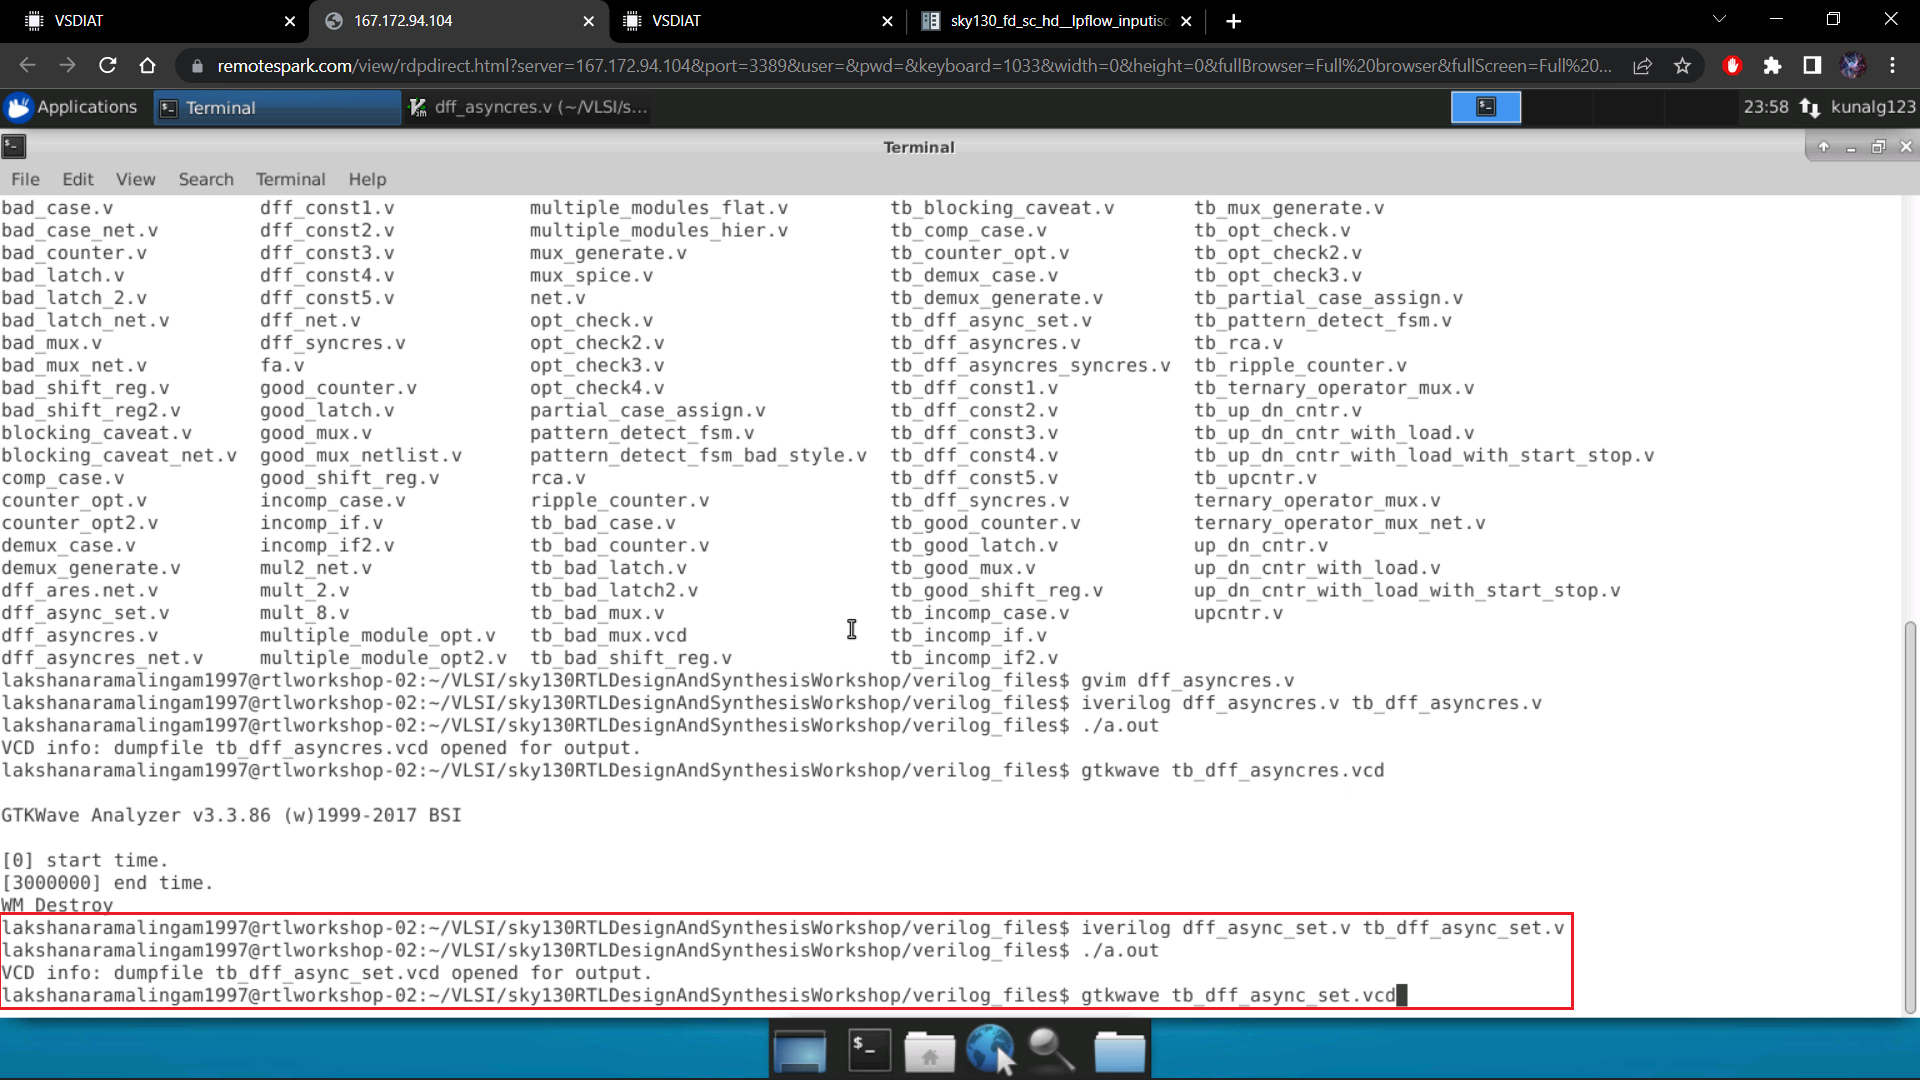 VSDIAT
167.172.94.104
VSDIAT
sky130_fd_sc_hd__lpflow_inputisc
remotespark.com/view/rdpdirect.html?server=167.172.94.104&port=3389&user=&pwd=&keyboard=1033&width=0&height=0&fullBrowser=Full%20browser&fullScreen=Full%20...
Applications
Terminal
dff_asyncres.v (~/VLSI/s...
23:58
kunalg123
Terminal
File Edit View Search Terminal Help
bad_case.v dff_const1.v multiple_modules_flat.v tb_blocking_caveat.v tb_mux_generate.v
bad_case_net.v dff_const2.v multiple_modules_hier.v tb_comp_case.v tb_opt_check.v
bad_counter.v dff_const3.v mux_generate.v tb_counter_opt.v tb_opt_check2.v
bad_latch.v dff_const4.v mux_spice.v tb_demux_case.v tb_opt_check3.v
bad_latch_2.v dff_const5.v net.v tb_demux_generate.v tb_partial_case_assign.v
bad_latch_net.v dff_net.v opt_check.v tb_dff_async_set.v tb_pattern_detect_fsm.v
bad_mux.v dff_syncres.v opt_check2.v tb_dff_asyncres.v tb_rca.v
bad_mux_net.v fa.v opt_check3.v tb_dff_asyncres_syncres.v tb_ripple_counter.v
bad_shift_reg.v good_counter.v opt_check4.v tb_dff_const1.v tb_ternary_operator_mux.v
bad_shift_reg2.v good_latch.v partial_case_assign.v tb_dff_const2.v tb_up_dn_cntr.v
blocking_caveat.v good_mux.v pattern_detect_fsm.v tb_dff_const3.v tb_up_dn_cntr_with_load.v
blocking_caveat_net.v good_mux_netlist.v pattern_detect_fsm_bad_style.v tb_dff_const4.v tb_up_dn_cntr_with_load_with_start_stop.v
comp_case.v good_shift_reg.v rca.v tb_dff_const5.v tb_upcntr.v
counter_opt.v incomp_case.v ripple_counter.v tb_dff_syncres.v ternary_operator_mux.v
counter_opt2.v incomp_if.v tb_bad_case.v tb_good_counter.v ternary_operator_mux_net.v
demux_case.v incomp_if2.v tb_bad_counter.v tb_good_latch.v up_dn_cntr.v
demux_generate.v mul2_net.v tb_bad_latch.v tb_good_mux.v up_dn_cntr_with_load.v
dff_ares.net.v mult_2.v tb_bad_latch2.v tb_good_shift_reg.v up_dn_cntr_with_load_with_start_stop.v
dff_async_set.v mult_8.v tb_bad_mux.v tb_incomp_case.v upcntr.v
dff_asyncres.v multiple_module_opt.v tb_bad_mux.vcd tb_incomp_if.v
dff_asyncres_net.v multiple_module_opt2.v tb_bad_shift_reg.v tb_incomp_if2.v
lakshanaramalingam1997@rtlworkshop-02:~/VLSI/sky130RTLDesignAndSynthesisWorkshop/verilog_files$ gvim dff_asyncres.v
lakshanaramalingam1997@rtlworkshop-02:~/VLSI/sky130RTLDesignAndSynthesisWorkshop/verilog_files$ iverilog dff_asyncres.v tb_dff_asyncres.v
lakshanaramalingam1997@rtlworkshop-02:~/VLSI/sky130RTLDesignAndSynthesisWorkshop/verilog_files$ ./a.out
VCD info: dumpfile tb_dff_asyncres.vcd opened for output.
lakshanaramalingam1997@rtlworkshop-02:~/VLSI/sky130RTLDesignAndSynthesisWorkshop/verilog_files$ gtkwave tb_dff_asyncres.vcd
GTKWave Analyzer v3.3.86 (w)1999-2017 BSI
[0] start time.
[3000000] end time.
WM Destroy
lakshanaramalingam1997@rtlworkshop-02:~/VLSI/sky130RTLDesignAndSynthesisWorkshop/verilog_files$ iverilog dff_async_set.v tb_dff_async_set.v
lakshanaramalingam1997@rtlworkshop-02:~/VLSI/sky130RTLDesignAndSynthesisWorkshop/verilog_files$ ./a.out
VCD info: dumpfile tb_dff_async_set.vcd opened for output.
lakshanaramalingam1997@rtlworkshop-02:~/VLSI/sky130RTLDesignAndSynthesisWorkshop/verilog_files$ gtkwave tb_dff_async_set.vcd